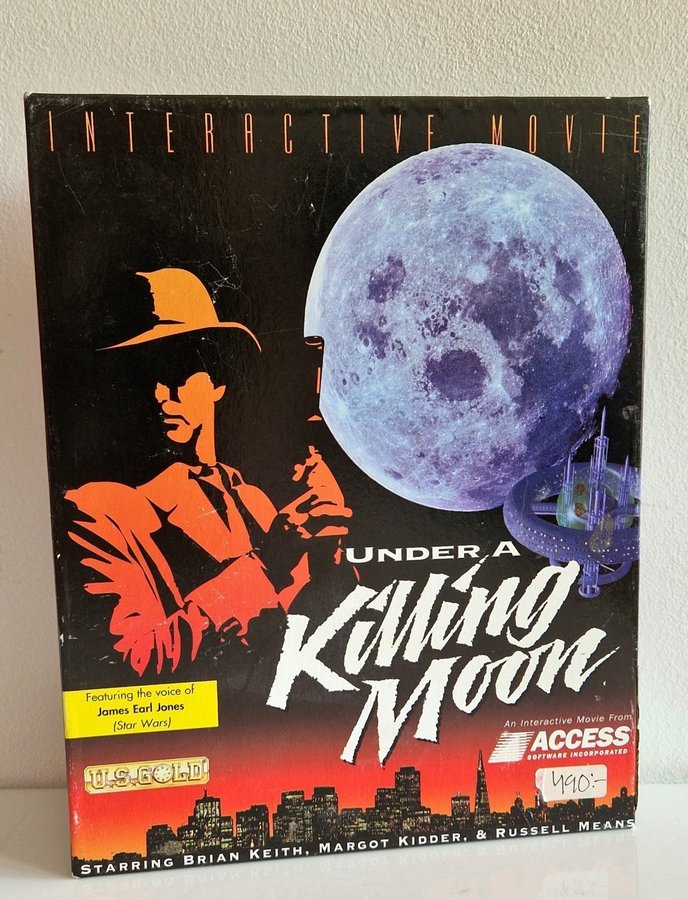 INTERACTIVE MOVIE
UNDER A
Killing
Moon
Featuring the voice of
James Earl Jones
(Star Wars)
An Interactive Movie From
ACCESS
SOFTWARE INCORPORATED
U.S. GOLD
490:-
STARRING BRIAN KEITH, MARGOT KIDDER, & RUSSELL MEANS